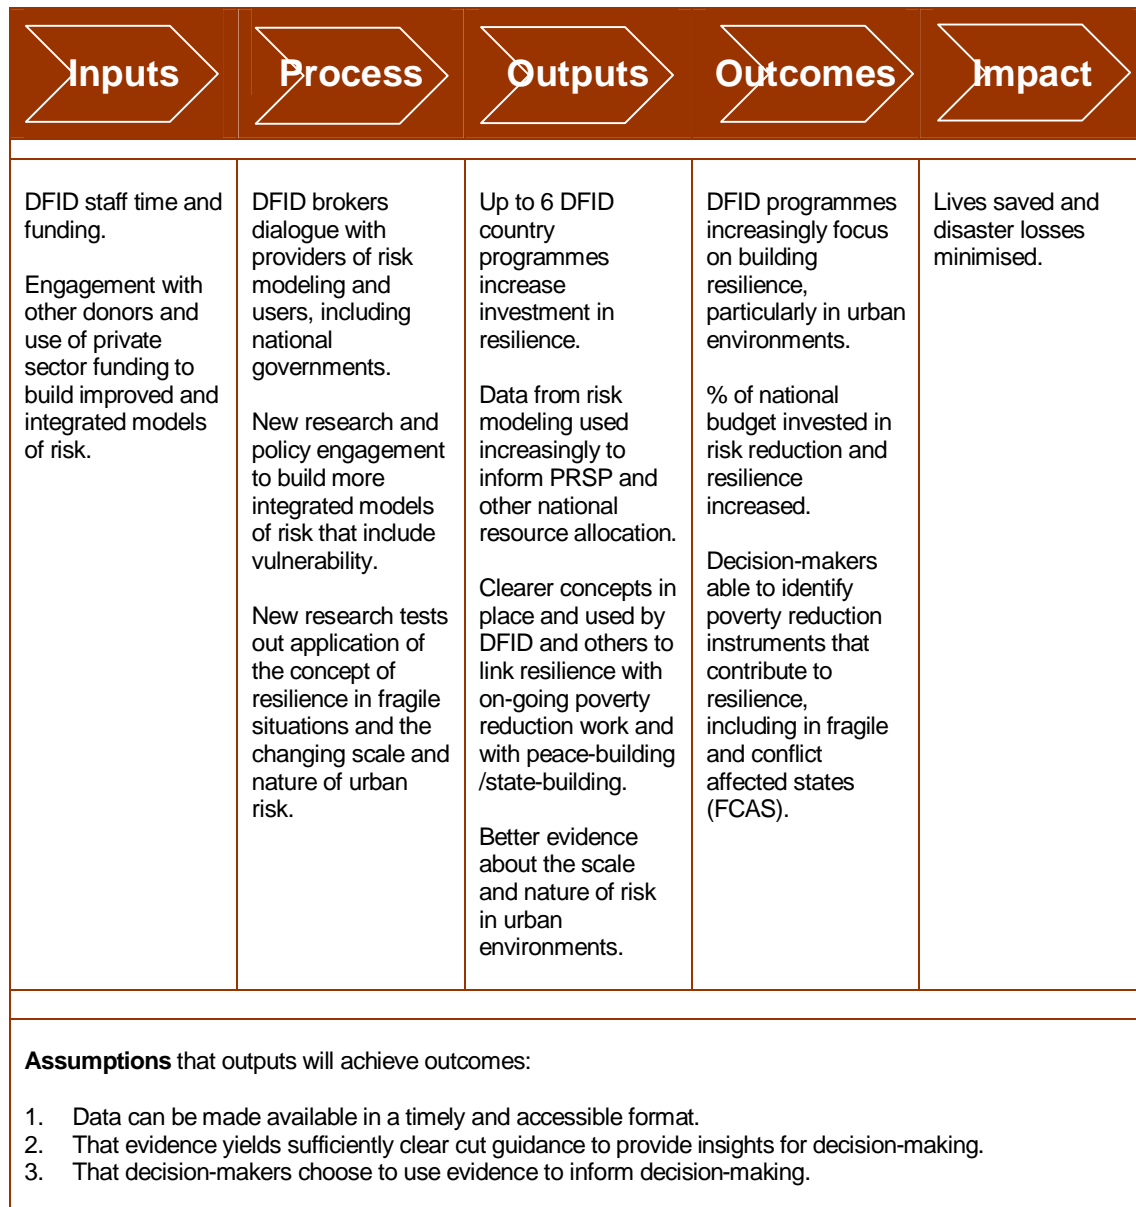 Inputs
Process
Outputs
Outcomes
Impact
DFID staff time and
funding.
Engagement with
other donors and
use of private
sector funding to
build improved and
integrated models
of risk.
DFID brokers
dialogue with
providers of risk
modeling and
users, including
national
governments.
New research and
policy engagement
to build more
integrated models
of risk that include
vulnerability.
New research tests
out application of
the concept of
resilience in fragile
situations and the
changing scale and
nature of urban
risk.
Up to 6 DFID
country
programmes
increase
investment in
resilience.
Data from risk
modeling used
increasingly to
inform PRSP and
other national
resource allocation.
Clearer concepts in
place and used by
DFID and others to
link resilience with
on-going poverty
reduction work and
with peace-building
/state-building.
Better evidence
about the scale
and nature of risk
in urban
environments.
DFID programmes
increasingly focus
on building
resilience,
particularly in urban
environments.
% of national
budget invested in
risk reduction and
resilience
increased.
Decision-makers
able to identify
poverty reduction
instruments that
contribute to
resilience,
including in fragile
and conflict
affected states
(FCAS).
Lives saved and
disaster losses
minimised.
Assumptions that outputs will achieve outcomes:
1. Data can be made available in a timely and accessible format.
2. That evidence yields sufficiently clear cut guidance to provide insights for decision-making.
3. That decision-makers choose to use evidence to inform decision-making.